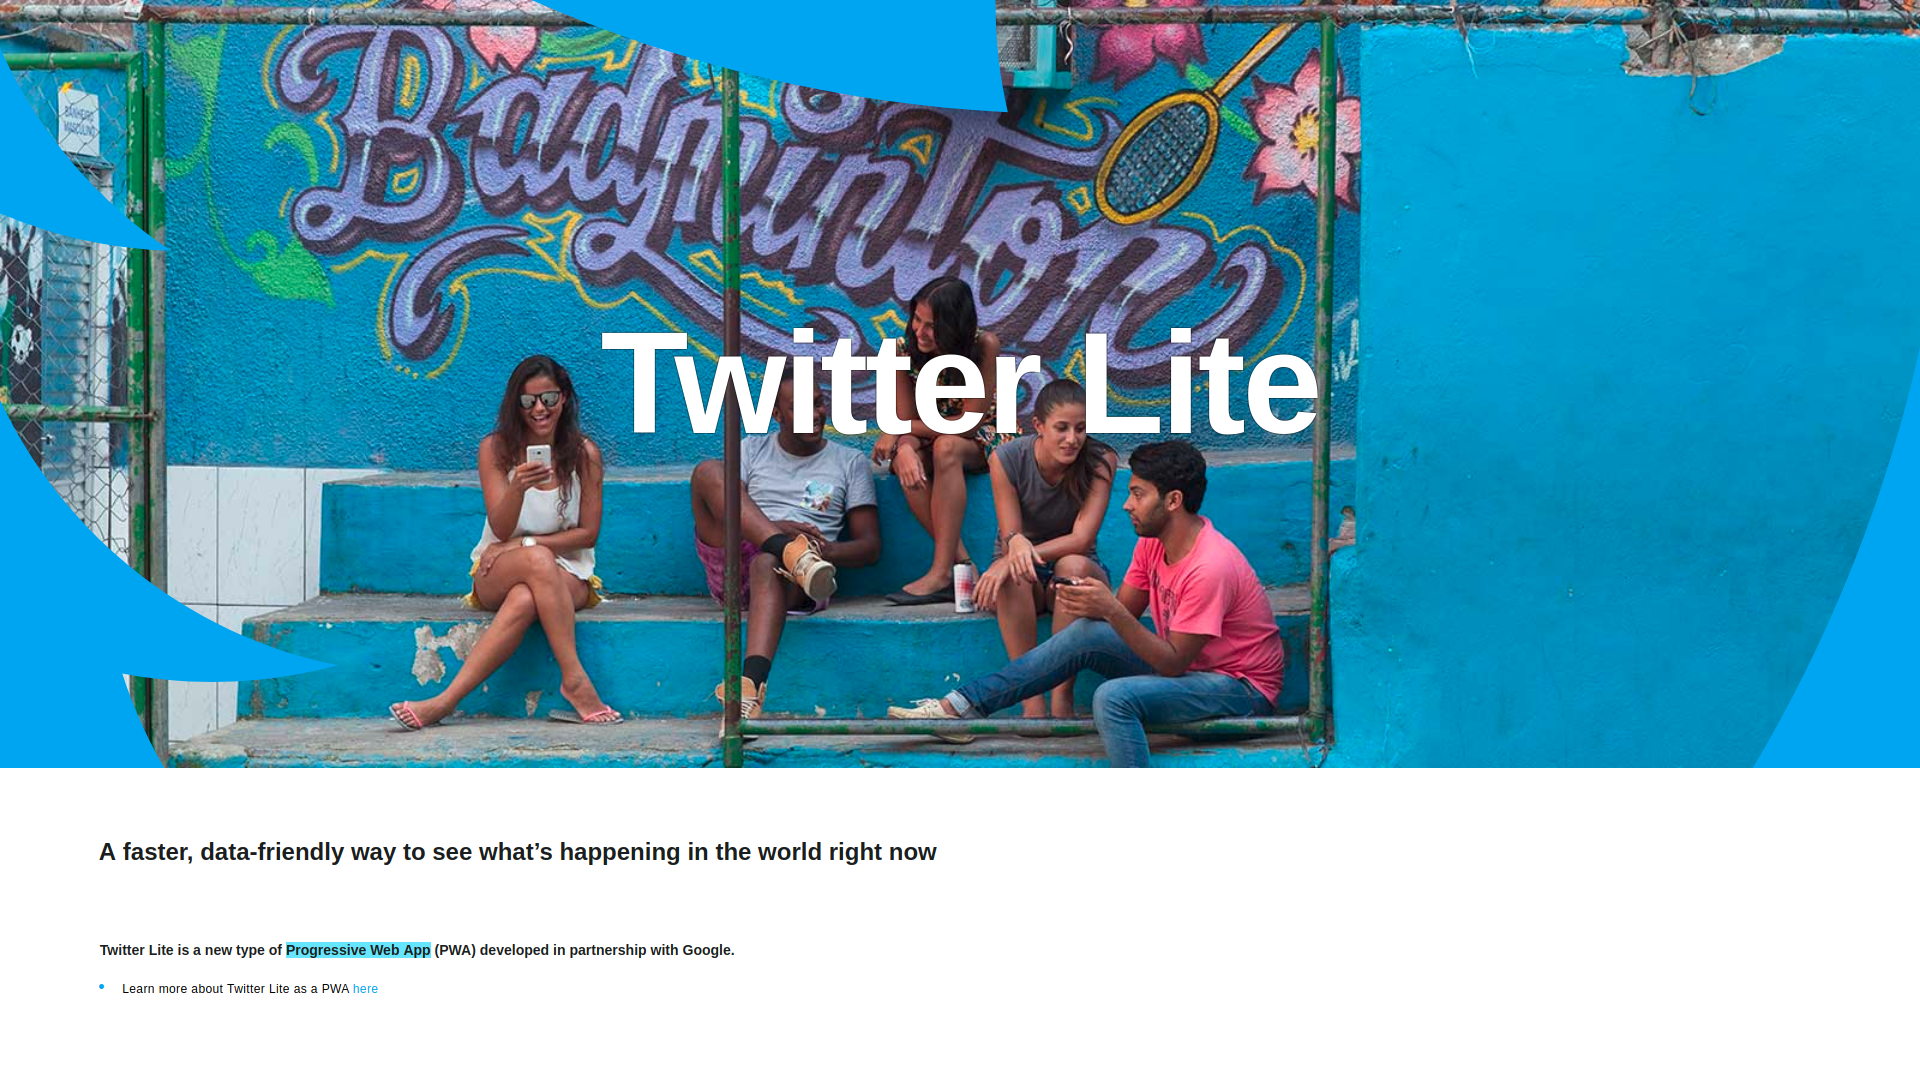 BANHEIRO
MASCULINO
Badminton
Twitter Lite
A faster, data-friendly way to see what’s happening in the world right now
Twitter Lite is a new type of Progressive Web App (PWA) developed in partnership with Google.
• Learn more about Twitter Lite as a PWA here